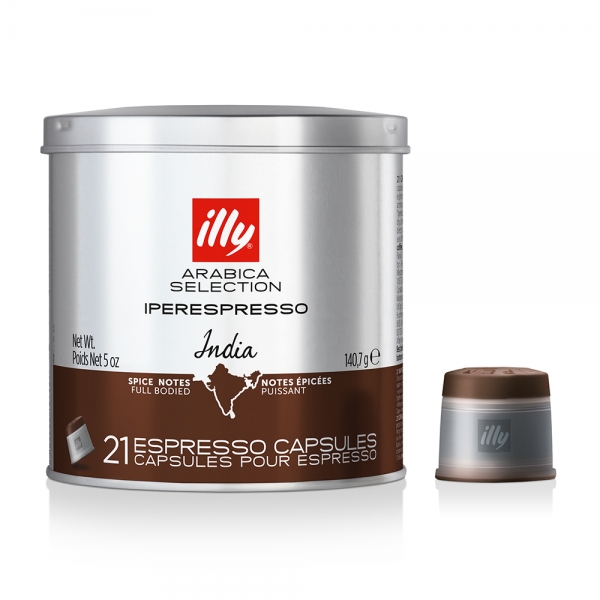 illy
ARABICA
SELECTION
IPERESPRESSO
India
Net Wt.
Poids Net 5 oz
140,7 g ℮
SPICE NOTES
FULL BODIED
NOTES ÉPICÉES
PUISSANT
21 ESPRESSO CAPSULES
CAPSULES POUR ESPRESSO
illy